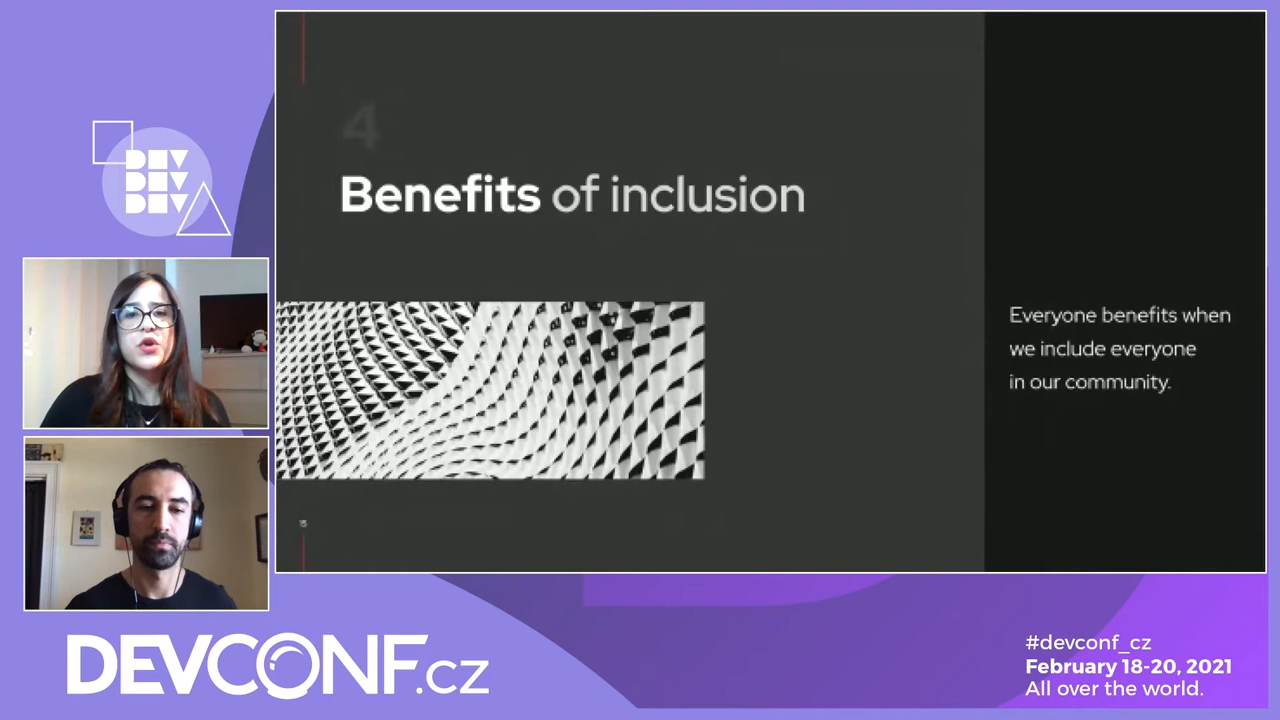 DEV
DEV
DEV
4
Benefits of inclusion
Everyone benefits when
we include everyone
in our community.
DEVCONF.cz
#devconf_cz
February 18-20, 2021
All over the world.